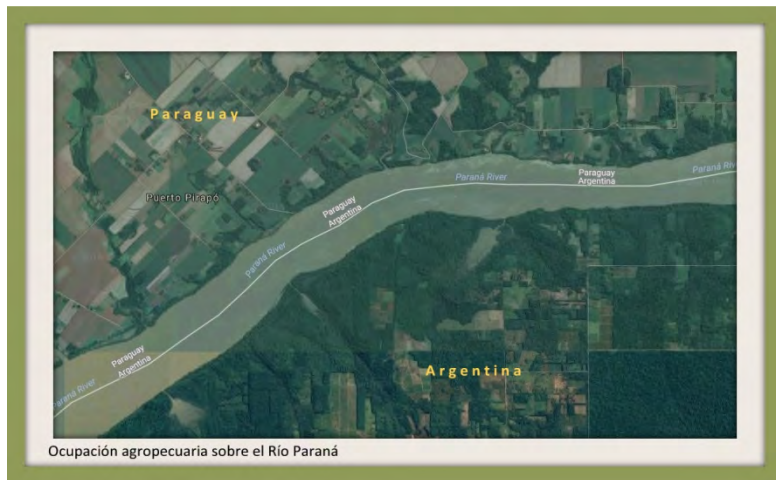 Paraguay
Paraná River
Paraguay
Argentina
Paraná Riv
Puerto Pirapó
Paraguay
Argentina
Paraná River
Paraguay
Argentina
Paraná River
Argentina
Ocupación agropecuaria sobre el Río Paraná